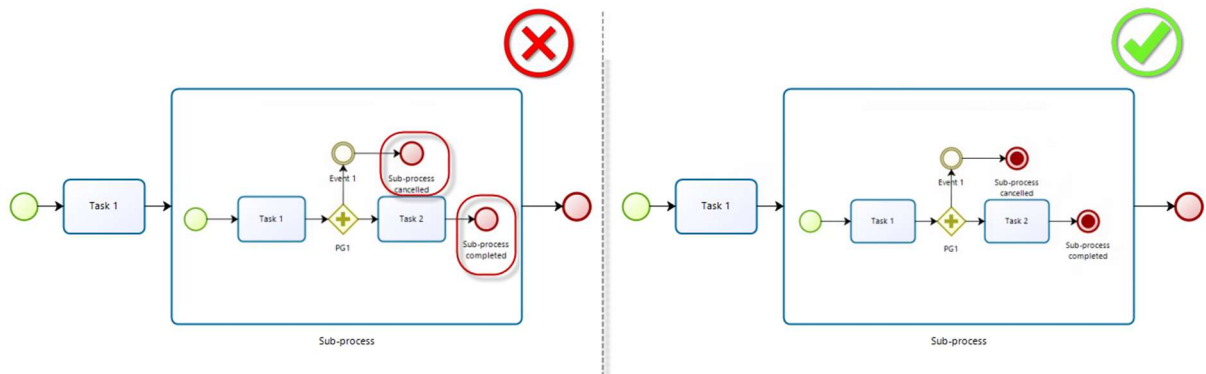 Task 1
Event 1
Sub-process
cancelled
Task 1
PG1
Task 2
Sub-process
completed
Sub-process
Task 1
Event 1
Sub-process
cancelled
Task 1
PG1
Task 2
Sub-process
completed
Sub-process